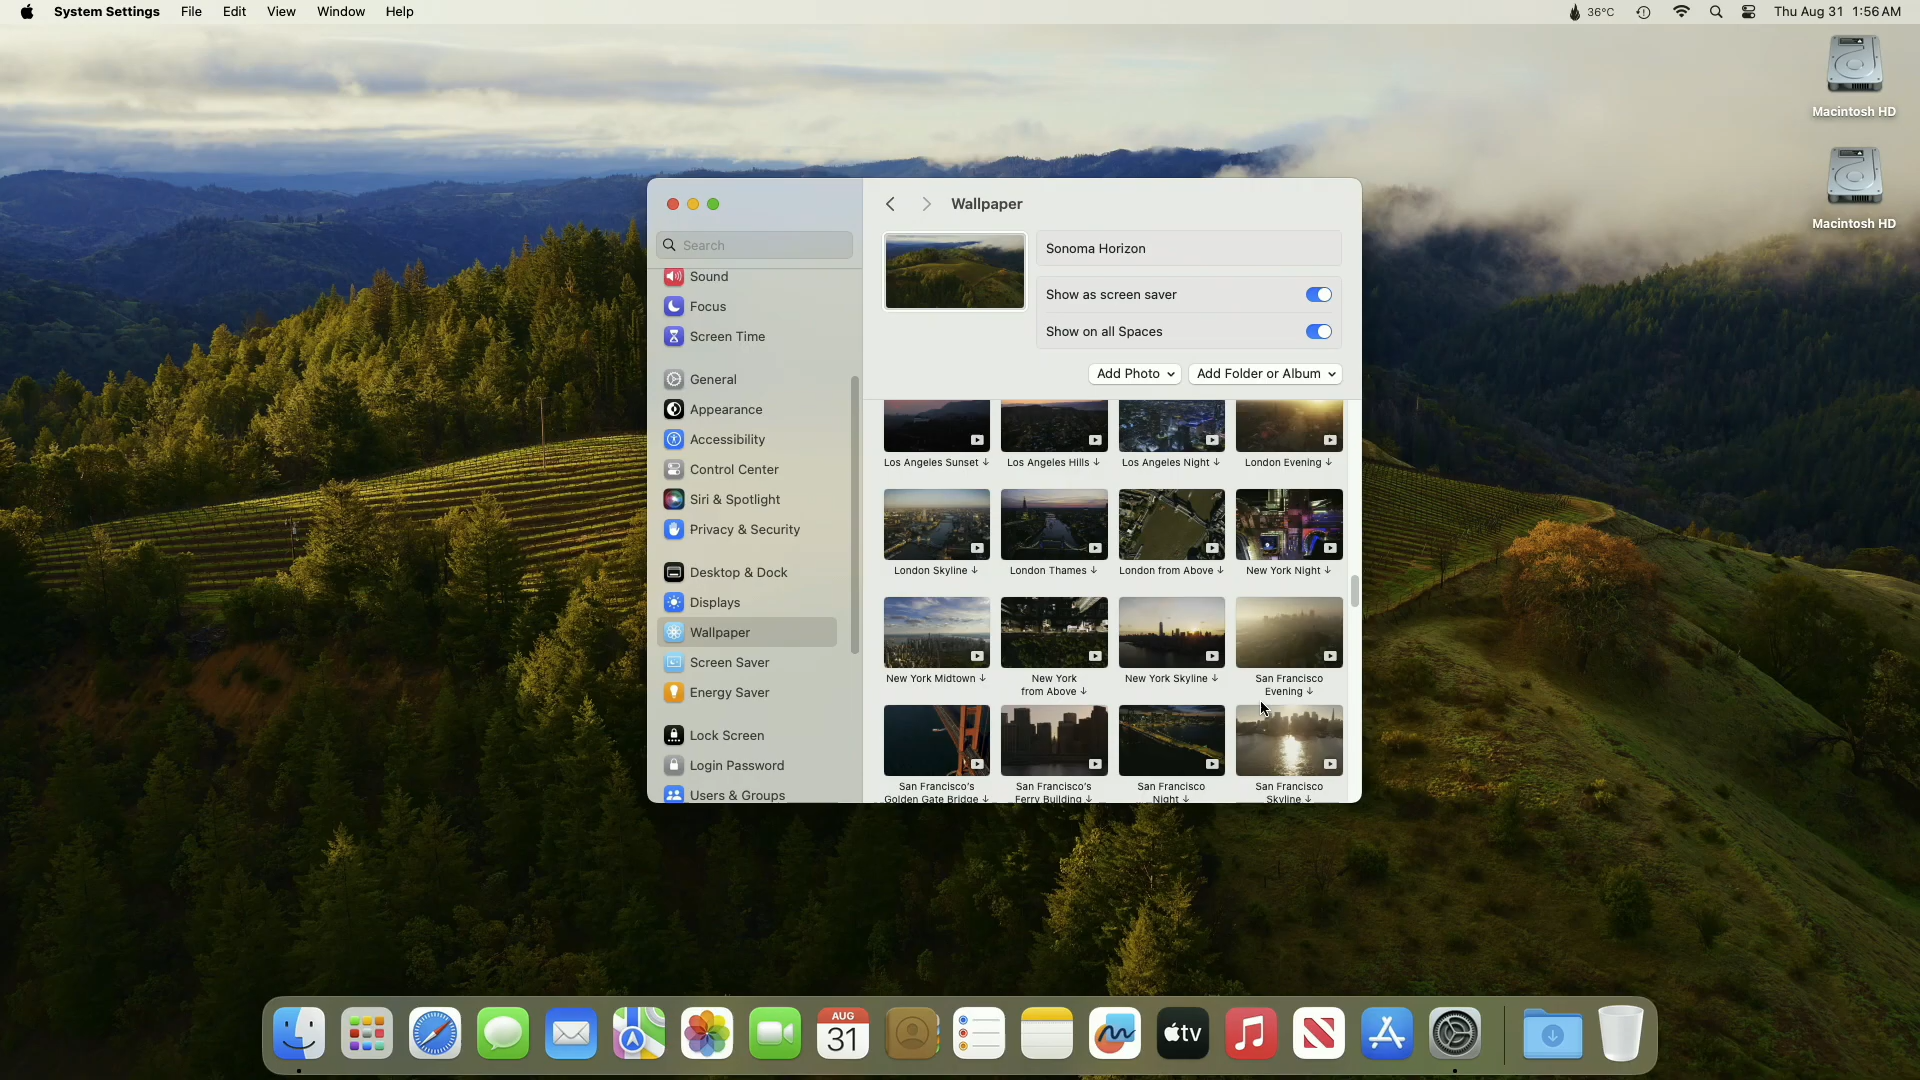 System Settings File Edit View Window Help 36°C Thu Aug 31 1:56 AM
Macintosh HD
Macintosh HD
Search
Sound
Focus
Screen Time
General
Appearance
Accessibility
Control Center
Siri & Spotlight
Privacy & Security
Desktop & Dock
Displays
Wallpaper
Screen Saver
Energy Saver
Lock Screen
Login Password
Users & Groups
Wallpaper
Sonoma Horizon
Show as screen saver
Show on all Spaces
Add Photo Add Folder or Album
Los Angeles Sunset ↓ Los Angeles Hills ↓ Los Angeles Night ↓ London Evening ↓
London Skyline ↓ London Thames ↓ London from Above ↓ New York Night ↓
New York Midtown ↓ New York New York Skyline ↓ San Francisco
from Above ↓ Evening ↓
San Francisco's San Francisco's San Francisco San Francisco
Golden Gate Bridge ↓ Ferry Building ↓ Night ↓ Skyline ↓
AUG
31
tv